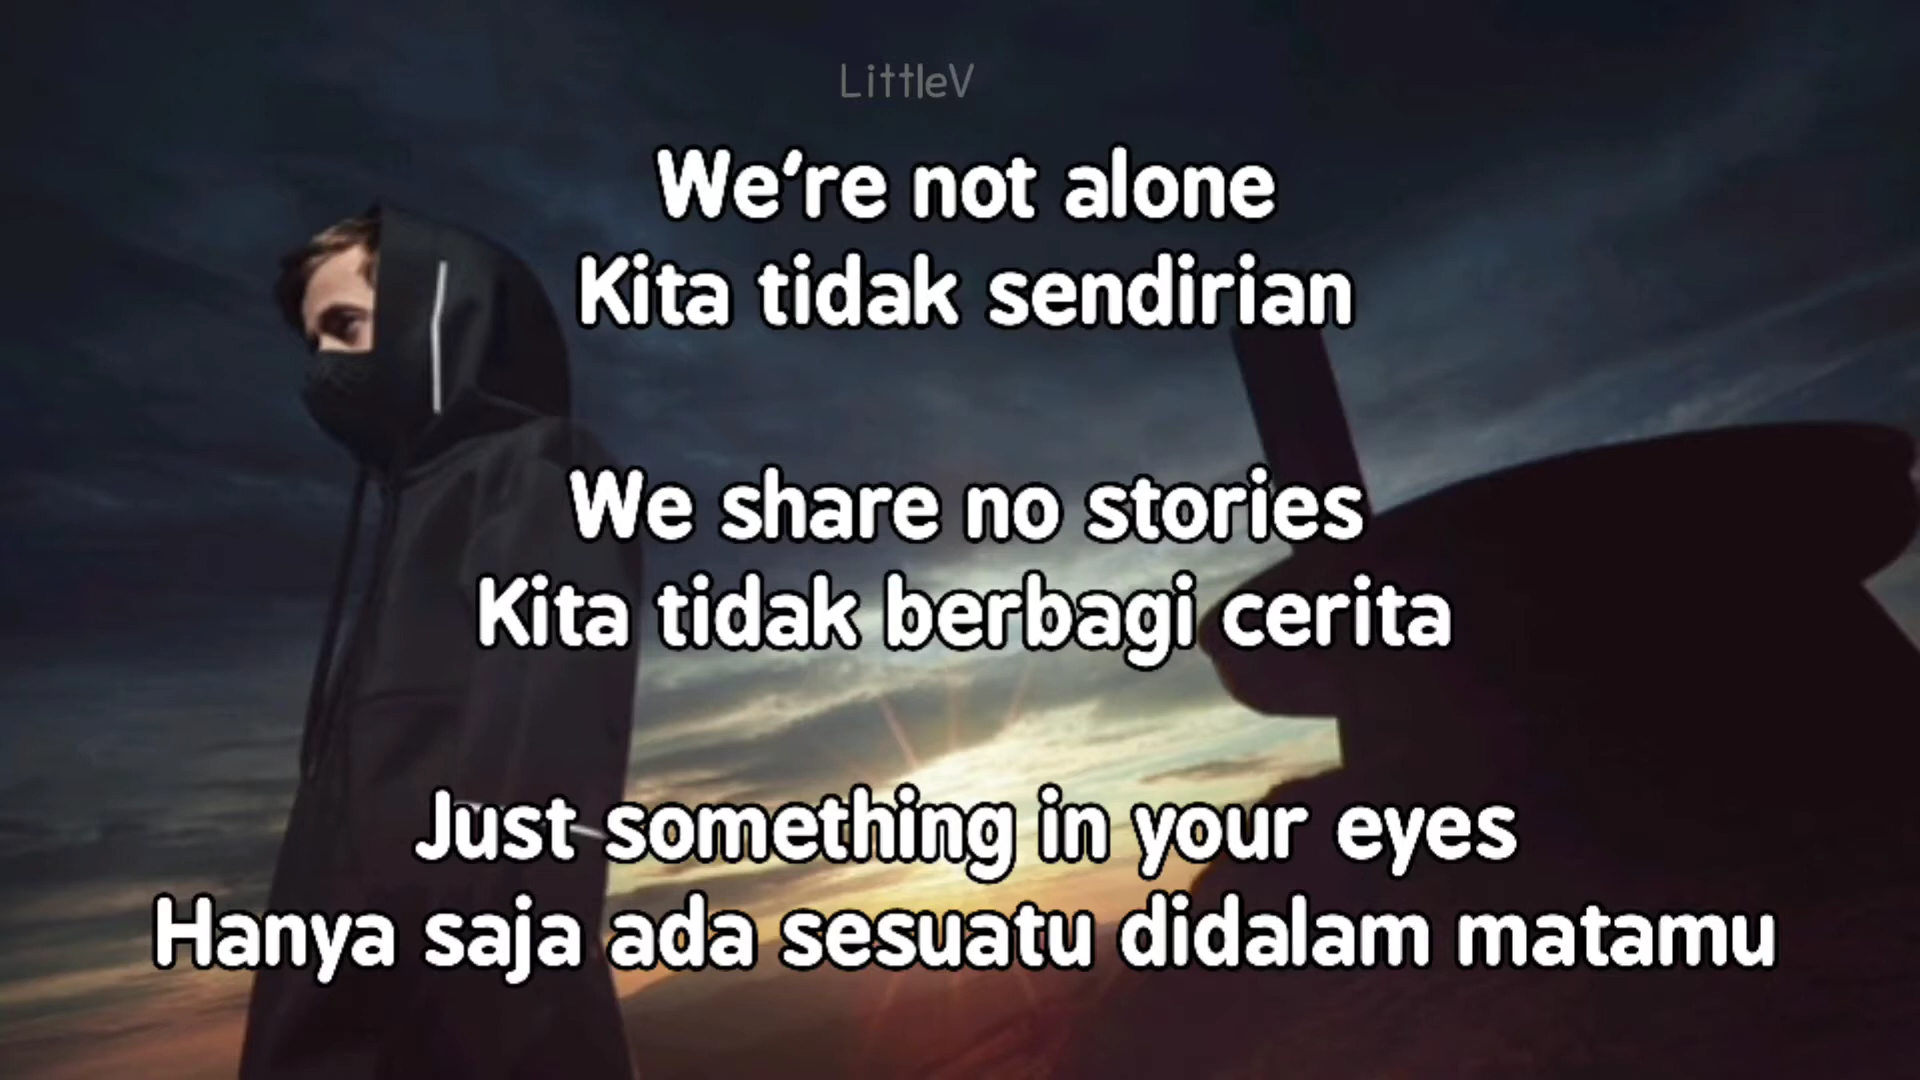 LittleV
We're not alone
Kita tidak sendirian
We share no stories
Kita tidak berbagi cerita
Just something in your eyes
Hanya saja ada sesuatu didalam matamu